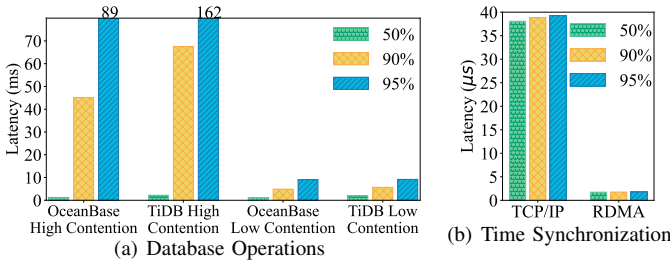 89
162
70
60
50
40
30
20
10
0
Latency (ms)
50%
90%
95%
OceanBase
High Contention
TiDB High
Contention
OceanBase
Low Contention
TiDB Low
Contention
(a) Database Operations
40
35
30
25
20
15
10
5
0
Latency (μs)
50%
90%
95%
TCP/IP
RDMA
(b) Time Synchronization